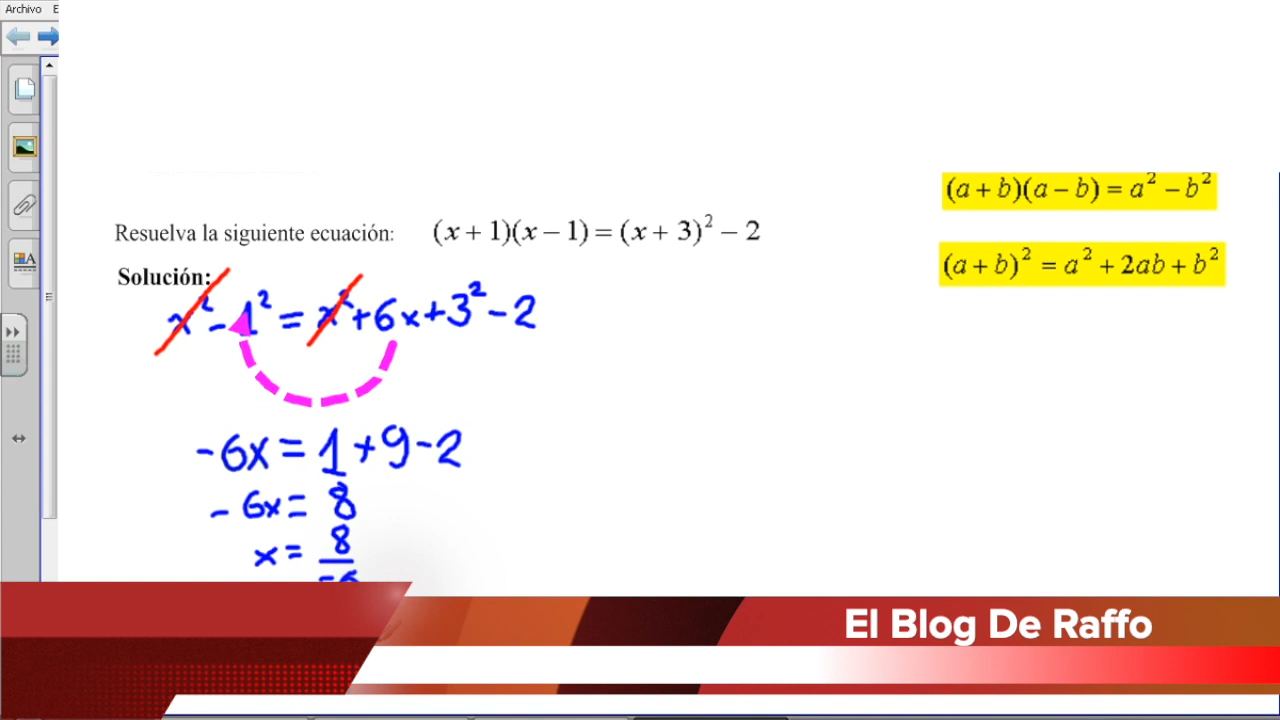 Archivo E
(a + b)(a − b) = a² − b²
Resuelva la siguiente ecuación: (x + 1)(x − 1) = (x + 3)² − 2
(a + b)² = a² + 2ab + b²
Solución:
x² − 1² = x² + 6x + 3² − 2
- 6x = 1 + 9 - 2
- 6x = 8
x = 8/-6
El Blog De Raffo